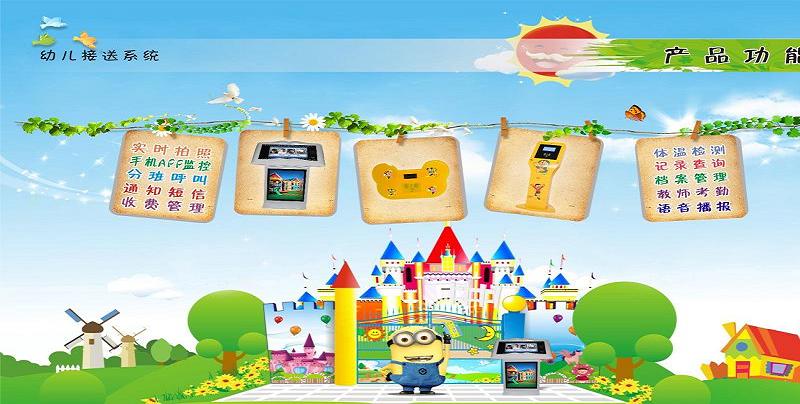 幼儿接送系统
产品功能
实时拍照
手机APP监控
分班呼叫
通知短信
收费管理
体温检测
记录查询
档案管理
教师考勤
语音播报